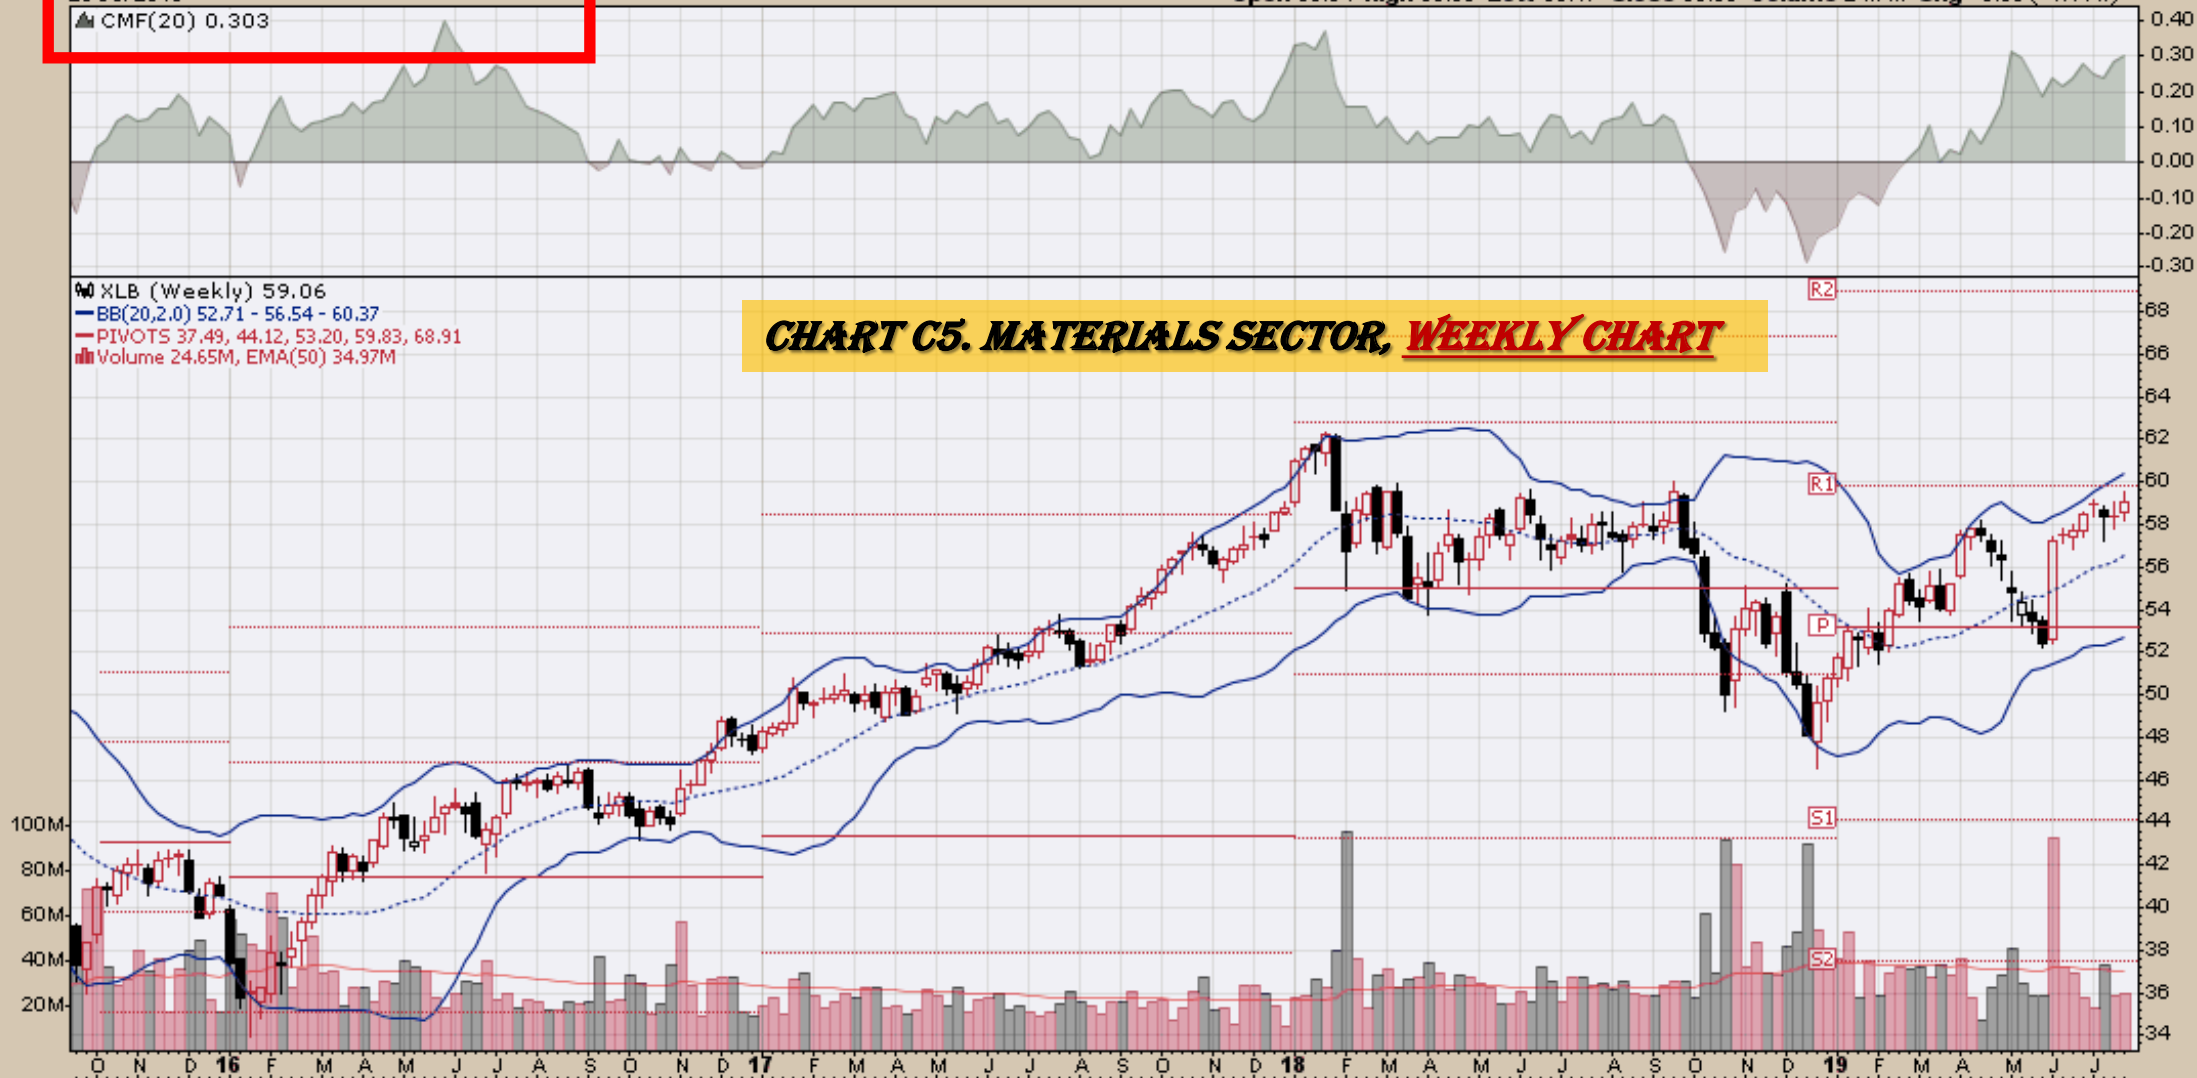 CMF(20) 0.303
0.40
0.30
0.20
0.10
0.00
-0.10
-0.20
-0.30
XLB (Weekly) 59.06
BB(20,2.0) 52.71 - 56.54 - 60.37
PIVOTS 37.49, 44.12, 53.20, 59.83, 68.91
Volume 24.65M, EMA(50) 34.97M
CHART C5. MATERIALS SECTOR, WEEKLY CHART
R2
R1
P
S1
S2
68
66
64
62
60
58
56
54
52
50
48
46
44
42
40
38
36
34
100M
80M
60M
40M
20M
O N D 16 F M A M J J A S O N D 17 F M A M J J A S O N D 18 F M A M J J A S O N D 19 F M A M J J